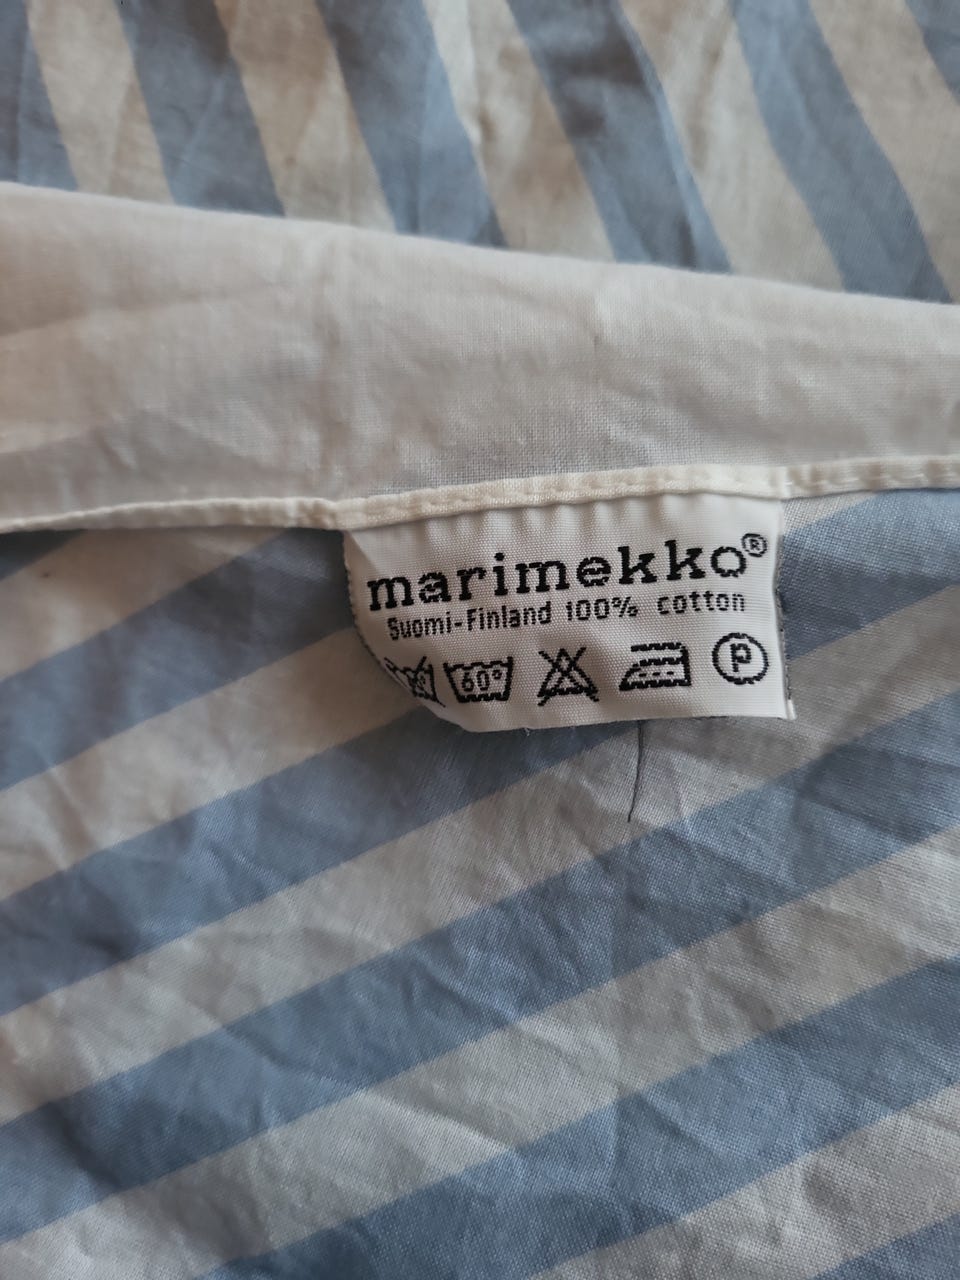 marimekko®
Suomi-Finland 100% cotton
60° P